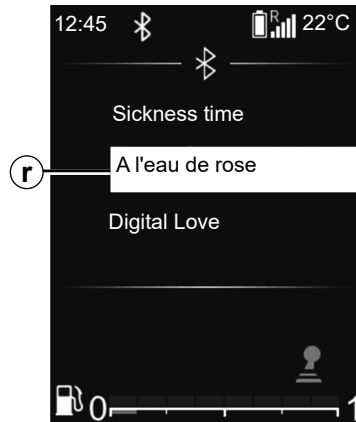 12:45 R 22°C
Sickness time
r A l'eau de rose
Digital Love
0 1